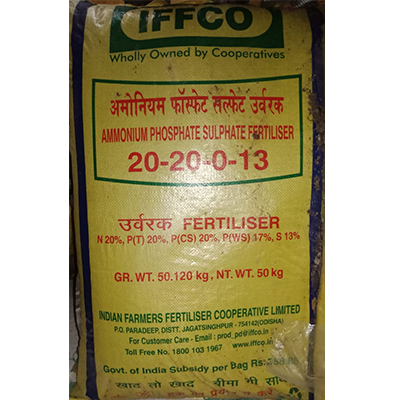 IFFCO
Wholly Owned by Cooperatives
अमोनियम फॉस्फेट सल्फेट उर्वरक
AMMONIUM PHOSPHATE SULPHATE FERTILISER
20-20-0-13
उर्वरक FERTILISER
N 20%, P(T) 20%, P(CS) 20%, P(WS) 17%, S 13%
GR. WT. 50.120 kg, NT. WT. 50 kg
INDIAN FARMERS FERTILISER COOPERATIVE LIMITED
P.O. PARADEEP, DISTT. JAGATSINGHPUR - 754142(ODISHA)
For Customer Care - Email : prod_pd@iffco.in
Toll Free No. 1800 103 1967 www.iffco.in
Govt. of India Subsidy per Bag Rs.
खाद तो खाद बीमा भी साथ